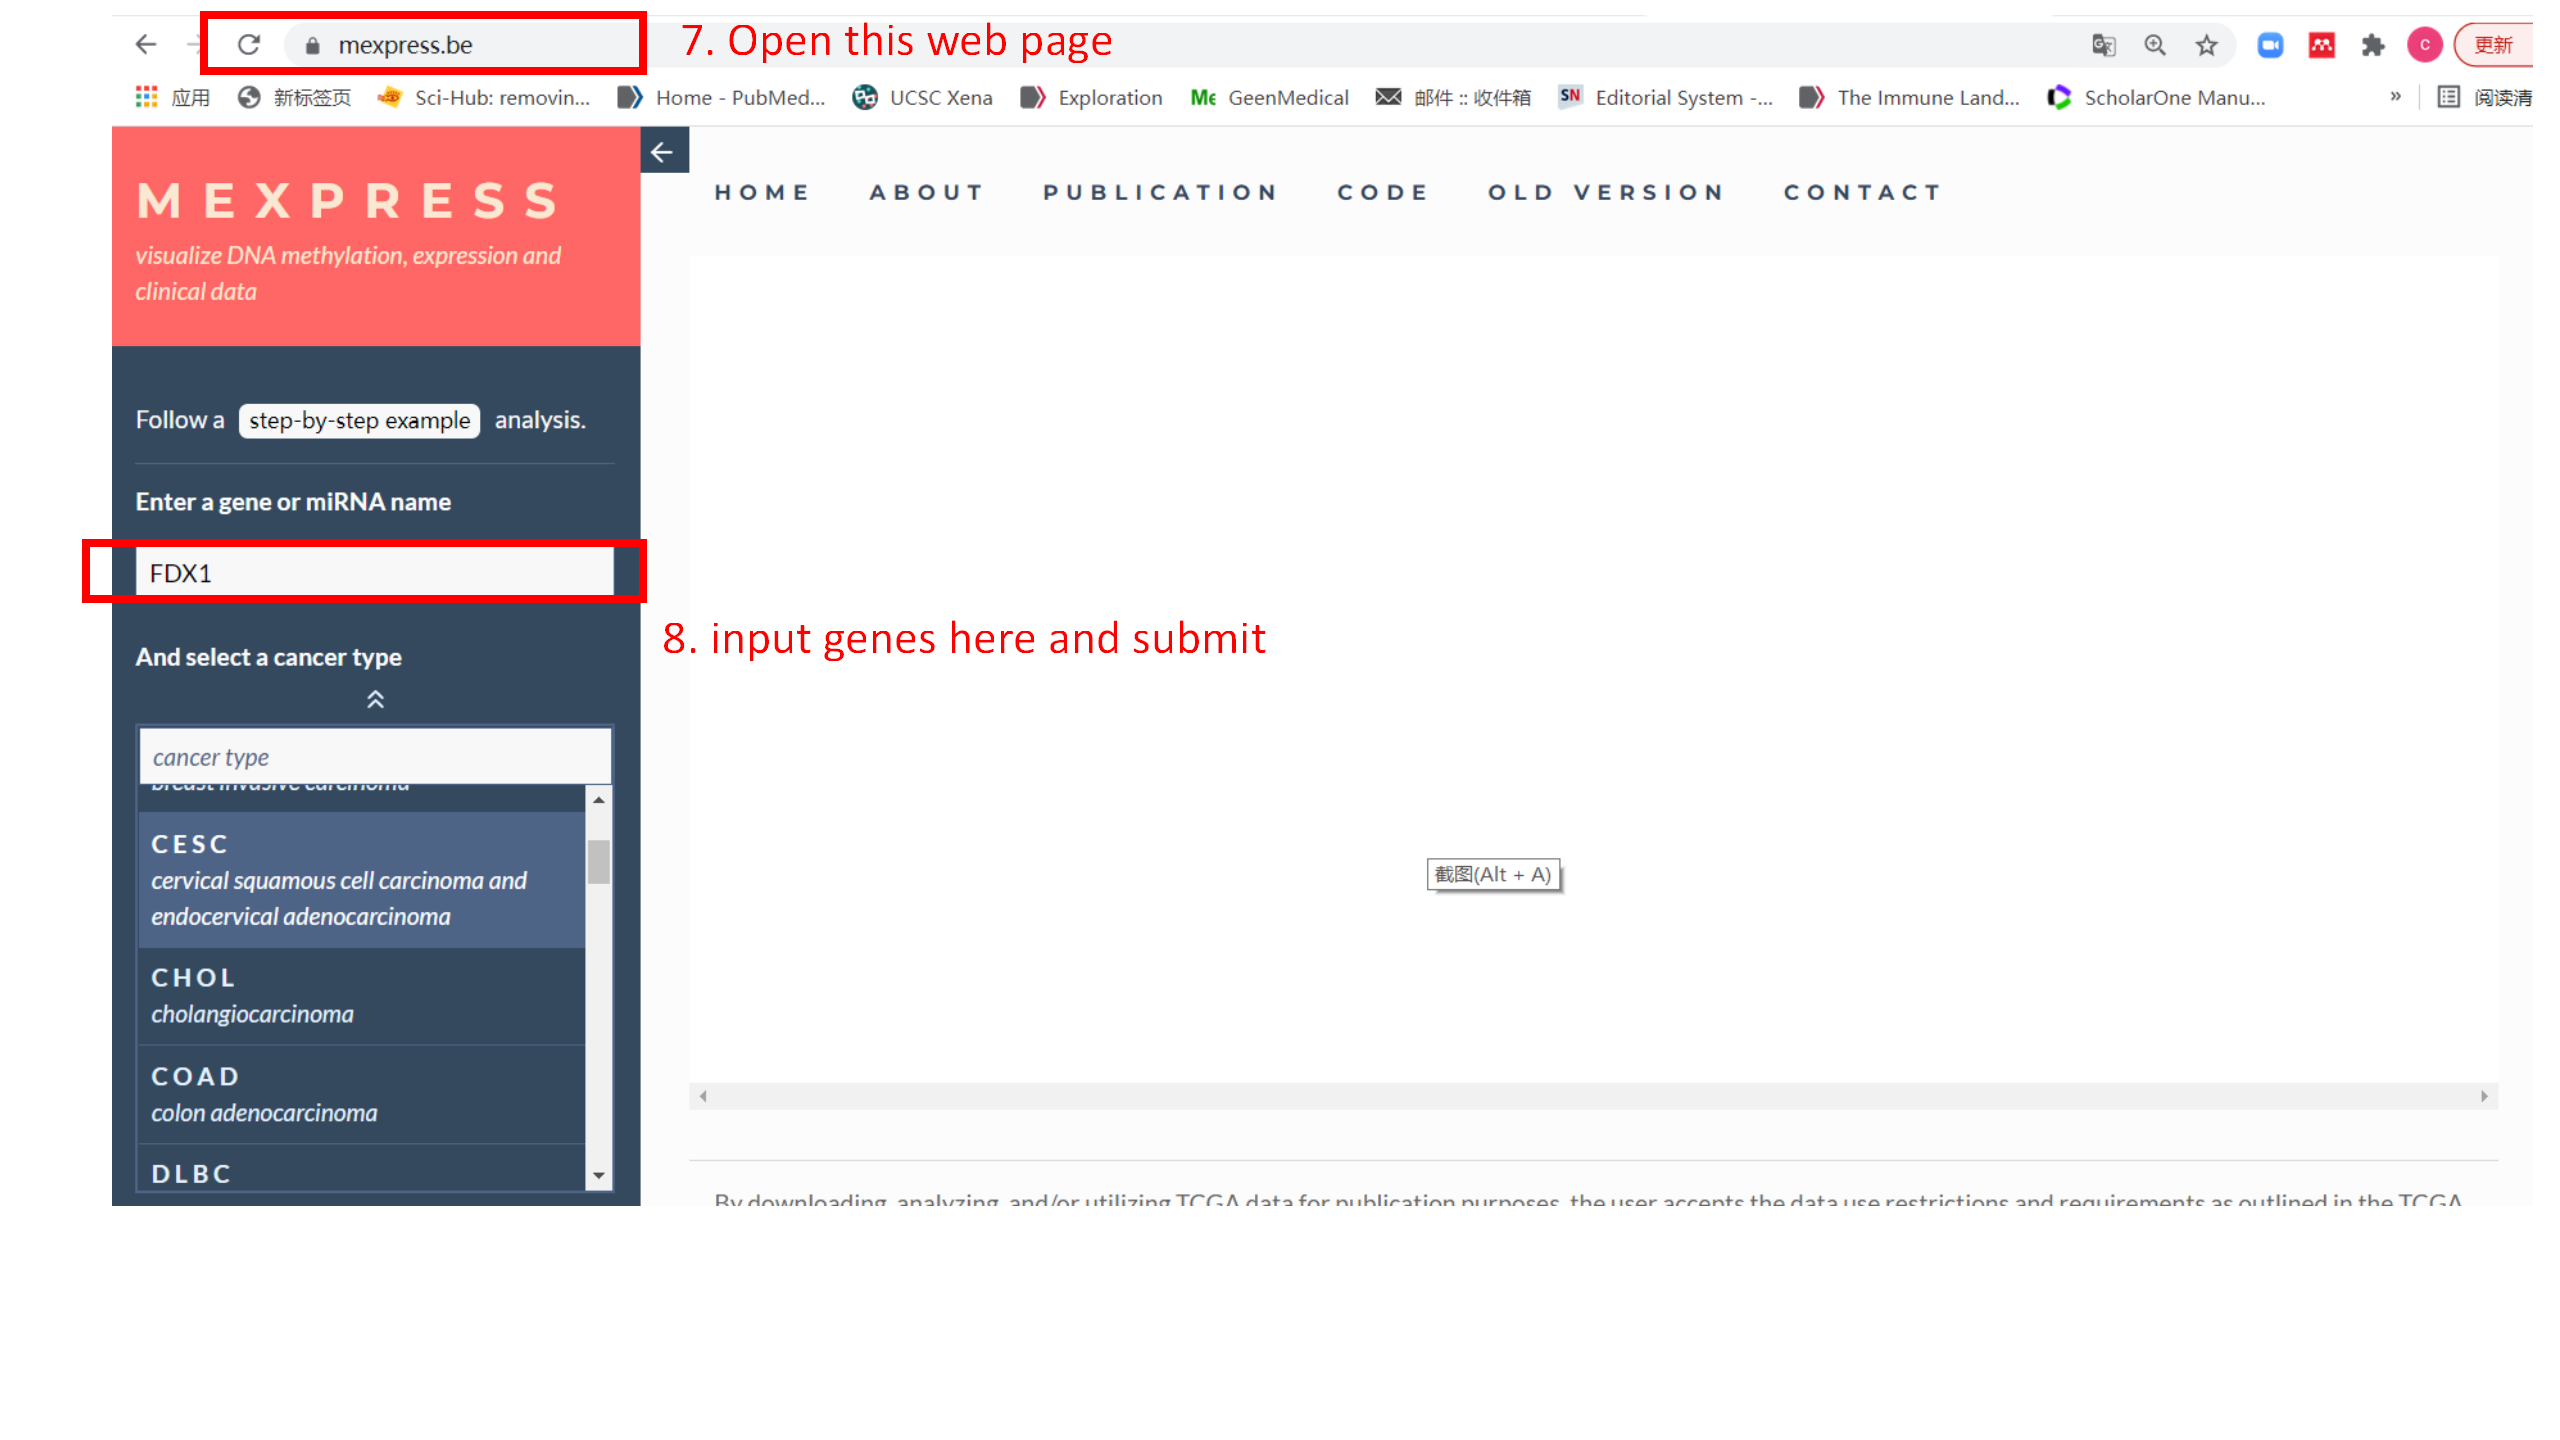 mexpress.be
7. Open this web page
更新
应用
新标签页
Sci-Hub: removin...
Home - PubMed...
UCSC Xena
Exploration
GeenMedical
邮件 :: 收件箱
SN
Editorial System -...
The Immune Land...
ScholarOne Manu...
»
阅读清
MEXPRESS
visualize DNA methylation, expression and
clinical data
HOME ABOUT PUBLICATION CODE OLD VERSION CONTACT
Follow a step-by-step example analysis.
Enter a gene or miRNA name
FDX1
8. input genes here and submit
And select a cancer type
cancer type
breast invasive carcinoma
CESC
cervical squamous cell carcinoma and
endocervical adenocarcinoma
CHOL
cholangiocarcinoma
COAD
colon adenocarcinoma
DLBC
截图(Alt + A)
By downloading, analyzing, and/or utilizing TCGA data for publication purposes, the user accepts the data use restrictions and requirements as outlined in the TCGA